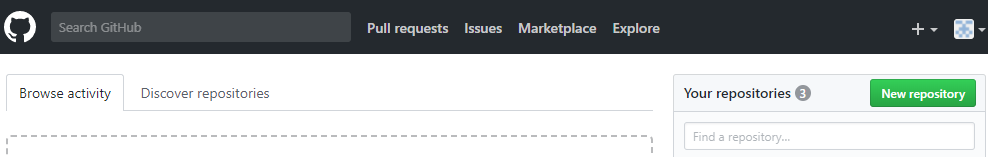 Search GitHub Pull requests Issues Marketplace Explore
Browse activity Discover repositories
Your repositories 3 New repository
Find a repository...